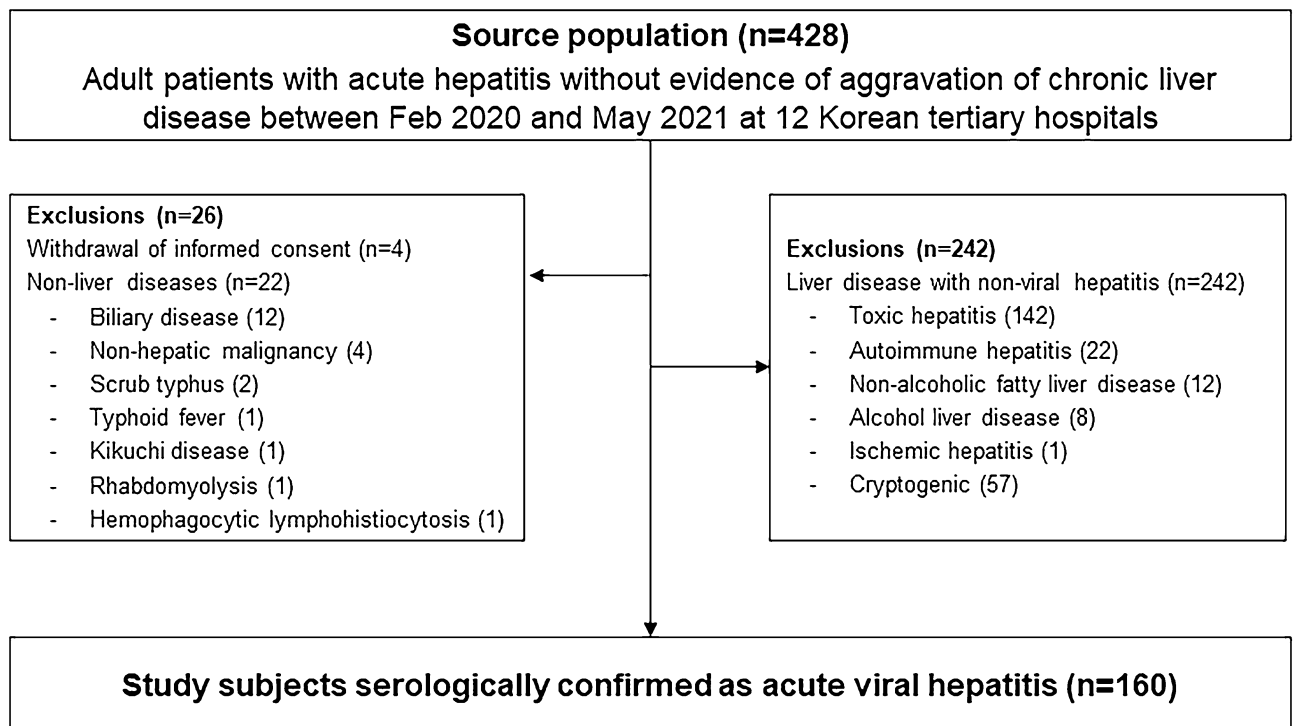 Source population (n=428)
Adult patients with acute hepatitis without evidence of aggravation of chronic liver
disease between Feb 2020 and May 2021 at 12 Korean tertiary hospitals
Exclusions (n=26)
Withdrawal of informed consent (n=4)
Non-liver diseases (n=22)
- Biliary disease (12)
- Non-hepatic malignancy (4)
- Scrub typhus (2)
- Typhoid fever (1)
- Kikuchi disease (1)
- Rhabdomyolysis (1)
- Hemophagocytic lymphohistiocytosis (1)
Exclusions (n=242)
Liver disease with non-viral hepatitis (n=242)
- Toxic hepatitis (142)
- Autoimmune hepatitis (22)
- Non-alcoholic fatty liver disease (12)
- Alcohol liver disease (8)
- Ischemic hepatitis (1)
- Cryptogenic (57)
Study subjects serologically confirmed as acute viral hepatitis (n=160)